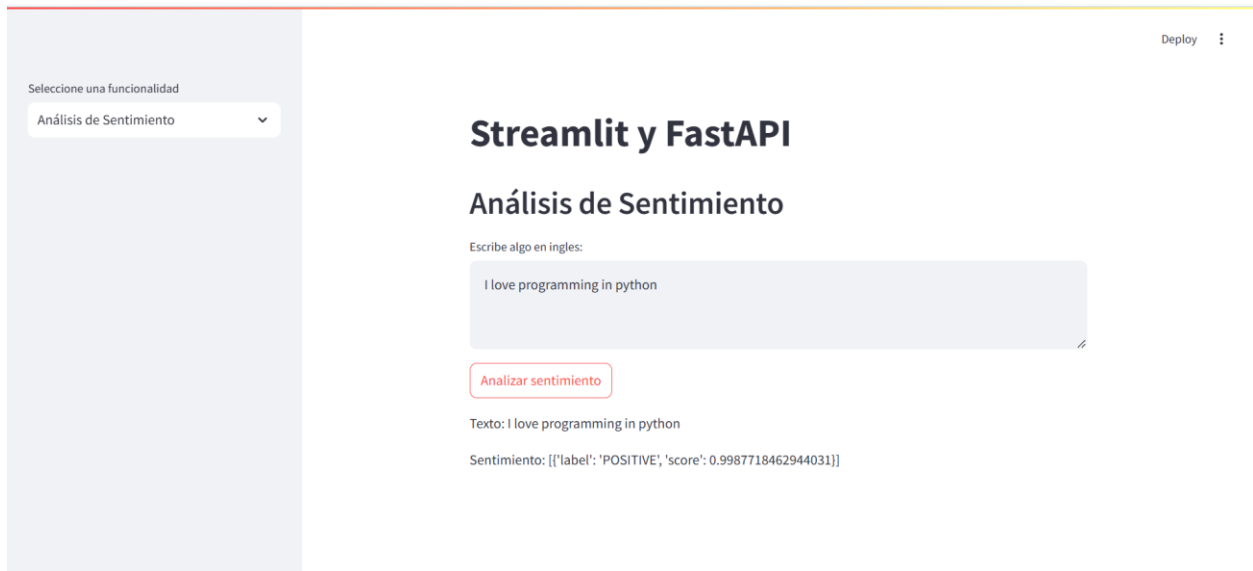 Deploy
Seleccione una funcionalidad
Análisis de Sentimiento
Streamlit y FastAPI
Análisis de Sentimiento
Escribe algo en ingles:
I love programming in python
Analizar sentimiento
Texto: I love programming in python
Sentimiento: [{'label': 'POSITIVE', 'score': 0.9987718462944031}]